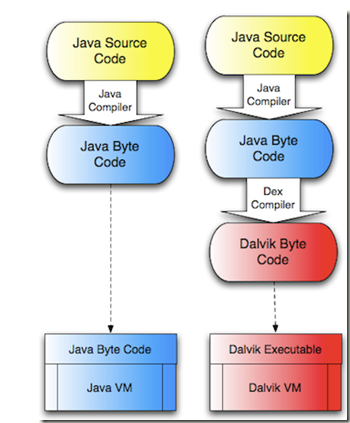 Java Source
Code
Java
Compiler
Java Byte
Code
Java Byte Code
Java VM
Java Source
Code
Java
Compiler
Java Byte
Code
Dex
Compiler
Dalvik Byte
Code
Dalvik Executable
Dalvik VM